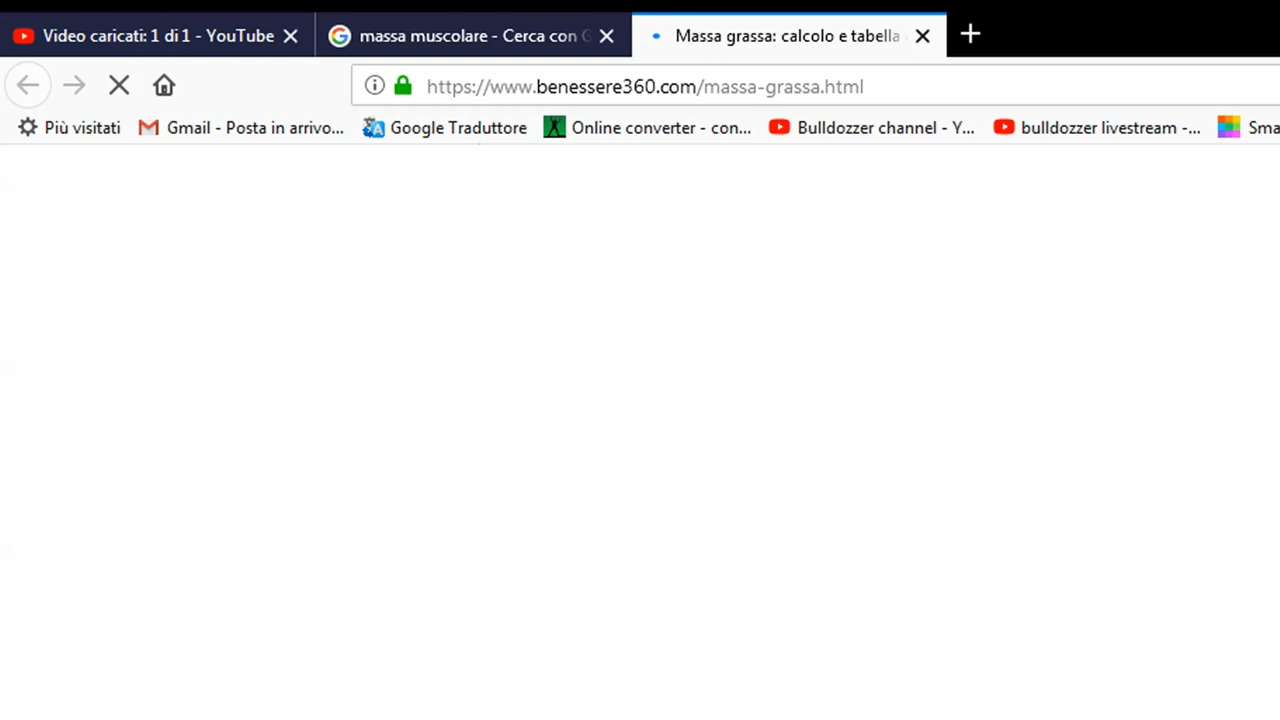 Video caricati: 1 di 1 - YouTube massa muscolare - Cerca con G Massa grassa: calcolo e tabella
https://www.benessere360.com/massa-grassa.html
Più visitati Gmail - Posta in arrivo... Google Traduttore Online converter - con... Bulldozzer channel - Y... bulldozzer livestream -... Sma